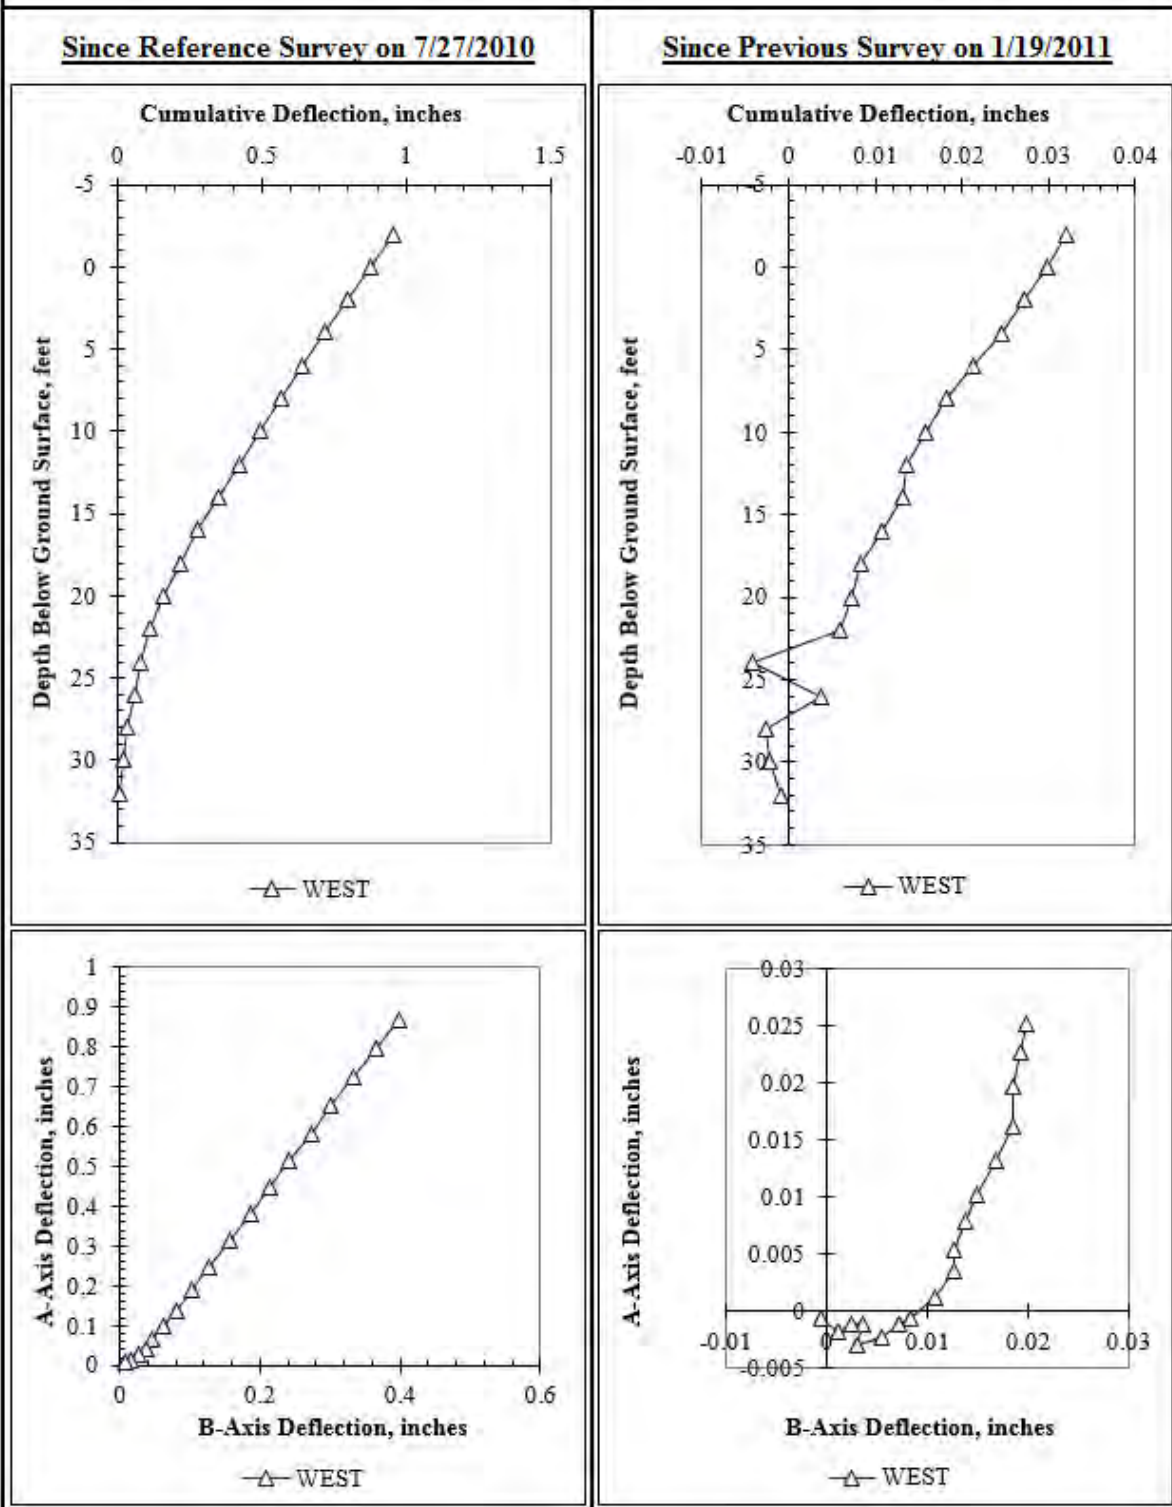 Since Reference Survey on 7/27/2010
Cumulative Deflection, inches
0 0.5 1 1.5
-5
0
5
10
15
20
25
30
35
Depth Below Ground Surface, feet
WEST
Since Previous Survey on 1/19/2011
Cumulative Deflection, inches
-0.01 0 0.01 0.02 0.03 0.04
-5
0
5
10
15
20
25
30
35
Depth Below Ground Surface, feet
WEST
1
0.9
0.8
0.7
0.6
0.5
0.4
0.3
0.2
0.1
0
A-Axis Deflection, inches
0 0.2 0.4 0.6
B-Axis Deflection, inches
WEST
0.03
0.025
0.02
0.015
0.01
0.005
0
-0.005
A-Axis Deflection, inches
-0.01 0 0.01 0.02 0.03
B-Axis Deflection, inches
WEST